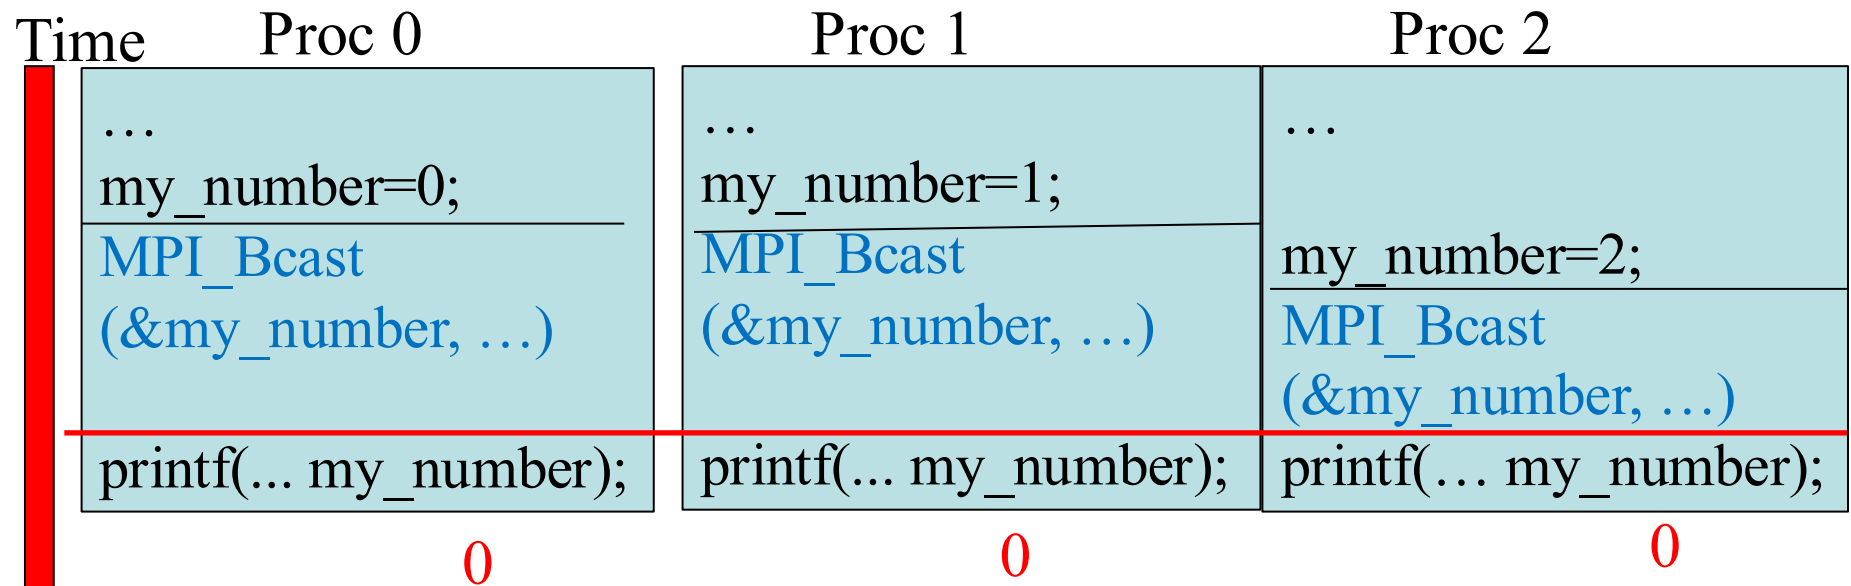 Time
Proc 0
Proc 1
Proc 2
…
my_number=0;
MPI_Bcast
(&my_number, …)
printf(... my_number);
0
…
my_number=1;
MPI_Bcast
(&my_number, …)
printf(... my_number);
0
…
my_number=2;
MPI_Bcast
(&my_number, …)
printf(… my_number);
0